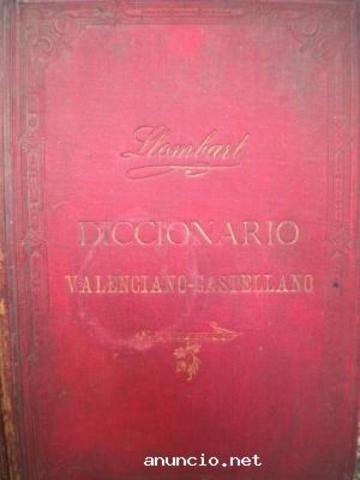 Llombart
DICCIONARIO
VALENCIANO-CASTELLANO
anuncio.net